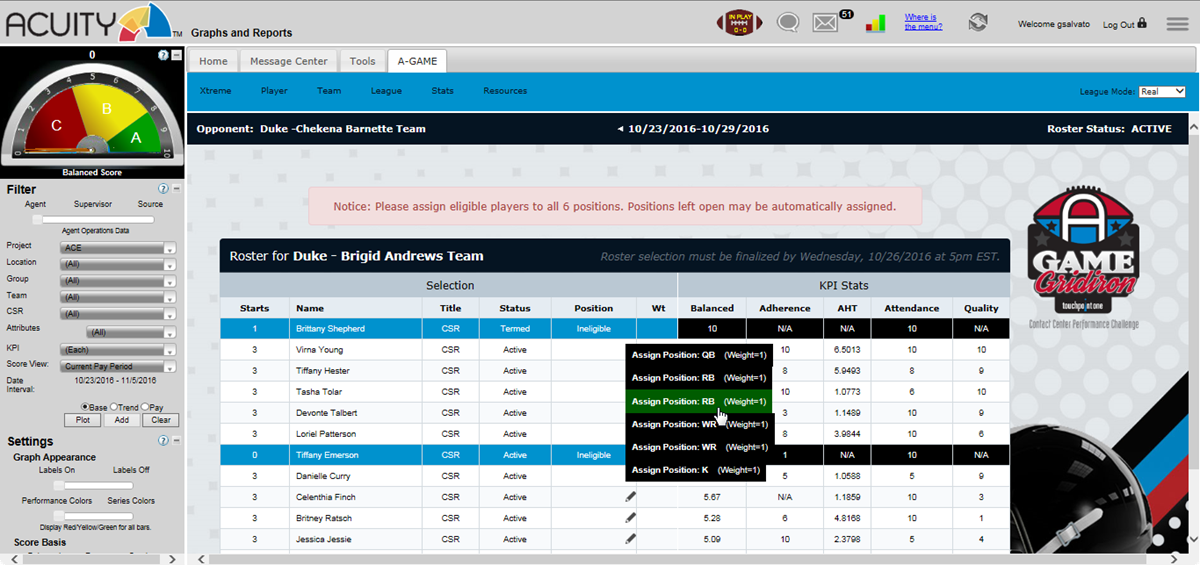 ACUITY TM Graphs and Reports IN PLAY 0-0 51 Where is the menu? Welcome gsalvato Log Out
0
0 1 2 3 4 5 6 7 8 9 10
C B A
Balanced Score
Home Message Center Tools A-GAME
Xtreme Player Team League Stats Resources League Mode: Real
Opponent: Duke -Chekena Barnette Team ◄ 10/23/2016-10/29/2016 Roster Status: ACTIVE
Filter ?
Agent Supervisor Source
Agent Operations Data
Project ACE
Location (All)
Group (All)
Team (All)
CSR (All)
Attributes (All)
KPI (Each)
Score View: Current Pay Period
Date Interval: 10/23/2016 - 11/5/2016
Base Trend Pay
Plot Add Clear
Settings ?
Graph Appearance
Labels On Labels Off
Performance Colors Series Colors
Display Red/Yellow/Green for all bars.
Score Basis
Notice: Please assign eligible players to all 6 positions. Positions left open may be automatically assigned.
Roster for Duke - Brigid Andrews Team Roster selection must be finalized by Wednesday, 10/26/2016 at 5pm EST.
Selection KPI Stats
Starts Name Title Status Position Wt Balanced Adherence AHT Attendance Quality
1 Brittany Shepherd CSR Termed Ineligible 10 N/A N/A 10 N/A
3 Virna Young CSR Active 10 6.5013 10 10
3 Tiffany Hester CSR Active 8 5.9493 8 9
3 Tasha Tolar CSR Active 10 1.0773 6 10
3 Devonte Talbert CSR Active 3 1.1489 10 9
3 Loriel Patterson CSR Active 8 3.9844 10 6
0 Tiffany Emerson CSR Active Ineligible 1 N/A 10 N/A
3 Danielle Curry CSR Active 5 1.0588 5 9
3 Celenthia Finch CSR Active 5.67 N/A 1.1859 10 3
3 Britney Ratsch CSR Active 5.28 6 4.8168 10 1
3 Jessica Jessie CSR Active 5.09 10 2.3798 5 4
Assign Position: QB (Weight=1)
Assign Position: RB (Weight=1)
Assign Position: RB (Weight=1)
Assign Position: WR (Weight=1)
Assign Position: WR (Weight=1)
Assign Position: K (Weight=1)
A
GAME
Gridiron
touchpoint one
Contact Center Performance Challenge